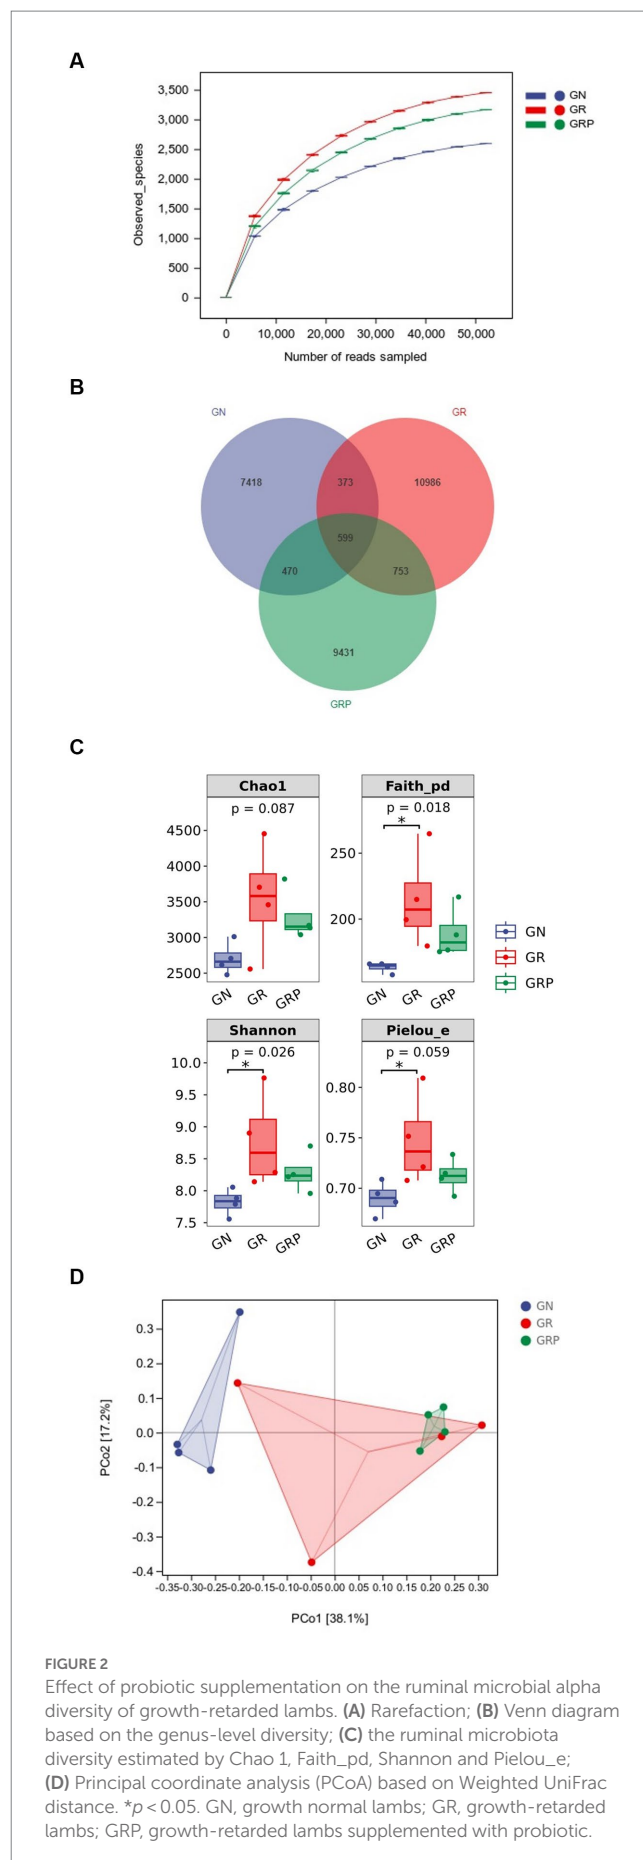 A
3,500
3,000
2,500
2,000
1,500
1,000
500
0
Observed_species
0 10,000 20,000 30,000 40,000 50,000
Number of reads sampled
GN
GR
GRP
B
GN
GR
7418
373
10986
599
470
753
9431
GRP
C
Chao1
p = 0.087
4500
4000
3500
3000
2500
GN GR GRP
Faith_pd
p = 0.018
*
250
200
GN GR GRP
GN
GR
GRP
Shannon
p = 0.026
*
10.0
9.5
9.0
8.5
8.0
7.5
GN GR GRP
Pielou_e
p = 0.059
*
0.80
0.75
0.70
GN GR GRP
D
0.3
0.2
0.1
0.0
-0.1
-0.2
-0.3
-0.4
PCo2 [17.2%]
-0.35 -0.30 -0.25 -0.20 -0.15 -0.10 -0.05 0.00 0.05 0.10 0.15 0.20 0.25 0.30
PCo1 [38.1%]
GN
GR
GRP
FIGURE 2
Effect of probiotic supplementation on the ruminal microbial alpha
diversity of growth-retarded lambs. (A) Rarefaction; (B) Venn diagram
based on the genus-level diversity; (C) the ruminal microbiota
diversity estimated by Chao 1, Faith_pd, Shannon and Pielou_e;
(D) Principal coordinate analysis (PCoA) based on Weighted UniFrac
distance. *p < 0.05. GN, growth normal lambs; GR, growth-retarded
lambs; GRP, growth-retarded lambs supplemented with probiotic.